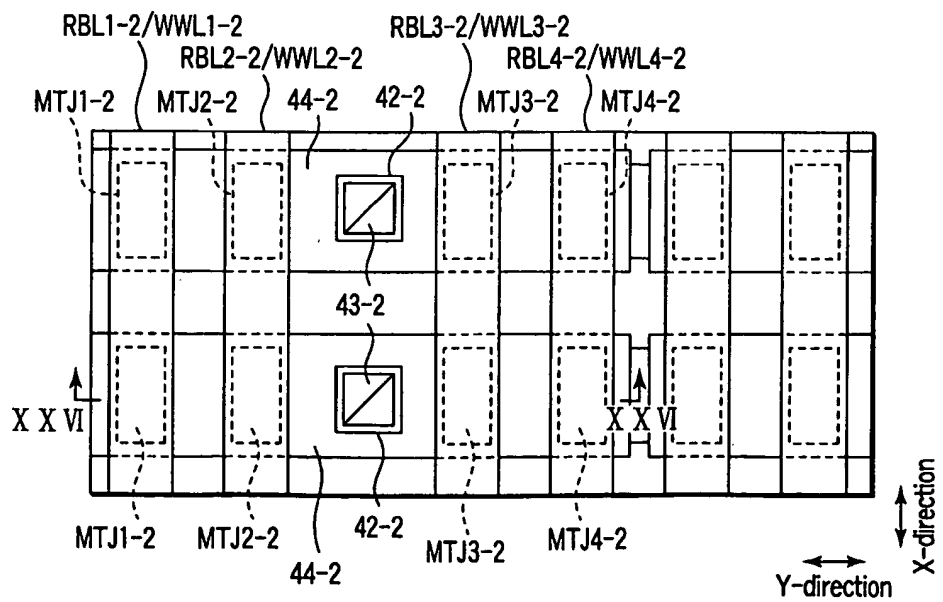 RBL1-2/WWL1-2
RBL3-2/WWL3-2
RBL2-2/WWL2-2
RBL4-2/WWL4-2
MTJ1-2
MTJ2-2
44-2
42-2
MTJ3-2
MTJ4-2
43-2
X X VI
X X VI
MTJ1-2
MTJ2-2
44-2
42-2
MTJ3-2
MTJ4-2
X-direction
Y-direction